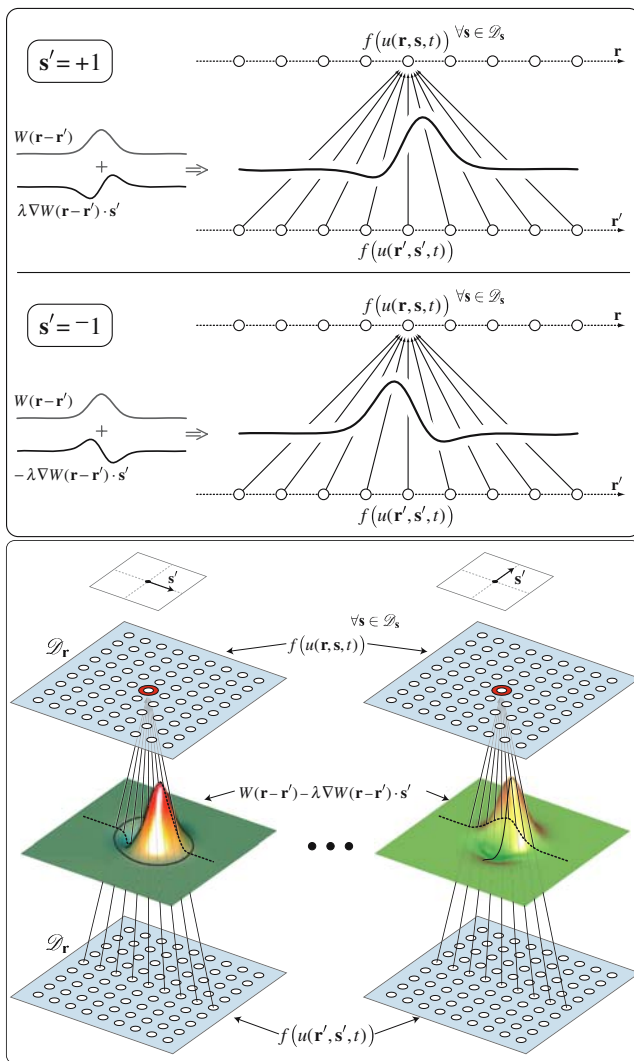 f(u(r,s,t)) ∀s ∈ 𝒟ₛ
s′=+1
r
W(r−r′)
+
⇒
λ∇W(r−r′)·s′
r′
f(u(r′,s′,t))
f(u(r,s,t)) ∀s ∈ 𝒟ₛ
s′=−1
r
W(r−r′)
+
⇒
−λ∇W(r−r′)·s′
r′
f(u(r′,s′,t))
s′
s′
∀s ∈ 𝒟ₛ
𝒟ᵣ
f(u(r,s,t))
W(r−r′)−λ∇W(r−r′)·s′
•••
𝒟ᵣ
f(u(r′,s′,t))